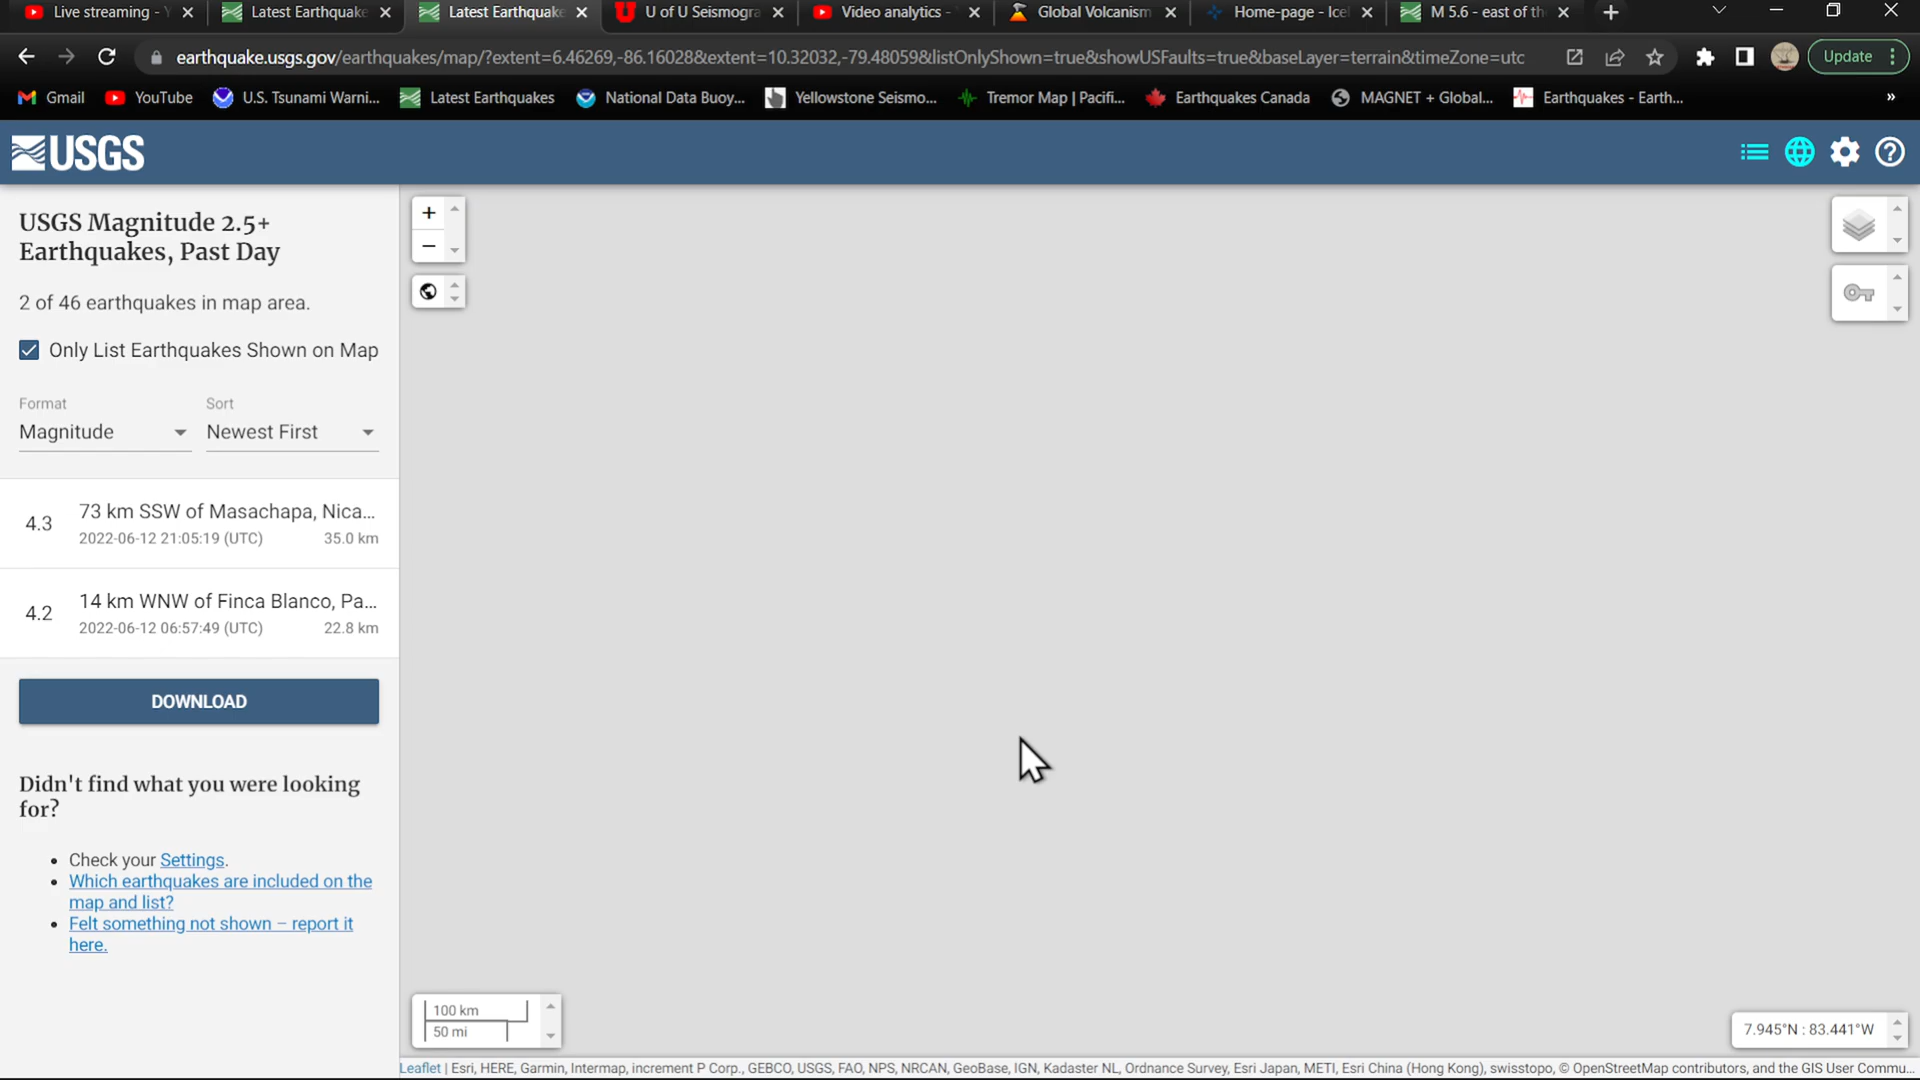 Live streaming - Y
Latest Earthquake
Latest Earthquake
U of U Seismogra
Video analytics -
Global Volcanism
Home-page - Icel
M 5.6 - east of th
earthquake.usgs.gov/earthquakes/map/?extent=6.46269,-86.16028&extent=10.32032,-79.48059&listOnlyShown=true&showUSFaults=true&baseLayer=terrain&timeZone=utc
Update
Gmail
YouTube
U.S. Tsunami Warni...
Latest Earthquakes
National Data Buoy...
Yellowstone Seismo...
Tremor Map | Pacifi...
Earthquakes Canada
MAGNET + Global...
Earthquakes - Earth...
»
USGS
USGS Magnitude 2.5+
Earthquakes, Past Day
2 of 46 earthquakes in map area.
Only List Earthquakes Shown on Map
Format
Sort
Magnitude
Newest First
4.3
73 km SSW of Masachapa, Nica...
2022-06-12 21:05:19 (UTC)
35.0 km
4.2
14 km WNW of Finca Blanco, Pa...
2022-06-12 06:57:49 (UTC)
22.8 km
DOWNLOAD
Didn't find what you were looking
for?
Check your Settings.
Which earthquakes are included on the
map and list?
Felt something not shown – report it
here.
100 km
50 mi
7.945°N : 83.441°W
Leaflet | Esri, HERE, Garmin, Intermap, increment P Corp., GEBCO, USGS, FAO, NPS, NRCAN, GeoBase, IGN, Kadaster NL, Ordnance Survey, Esri Japan, METI, Esri China (Hong Kong), swisstopo, © OpenStreetMap contributors, and the GIS User Commu...